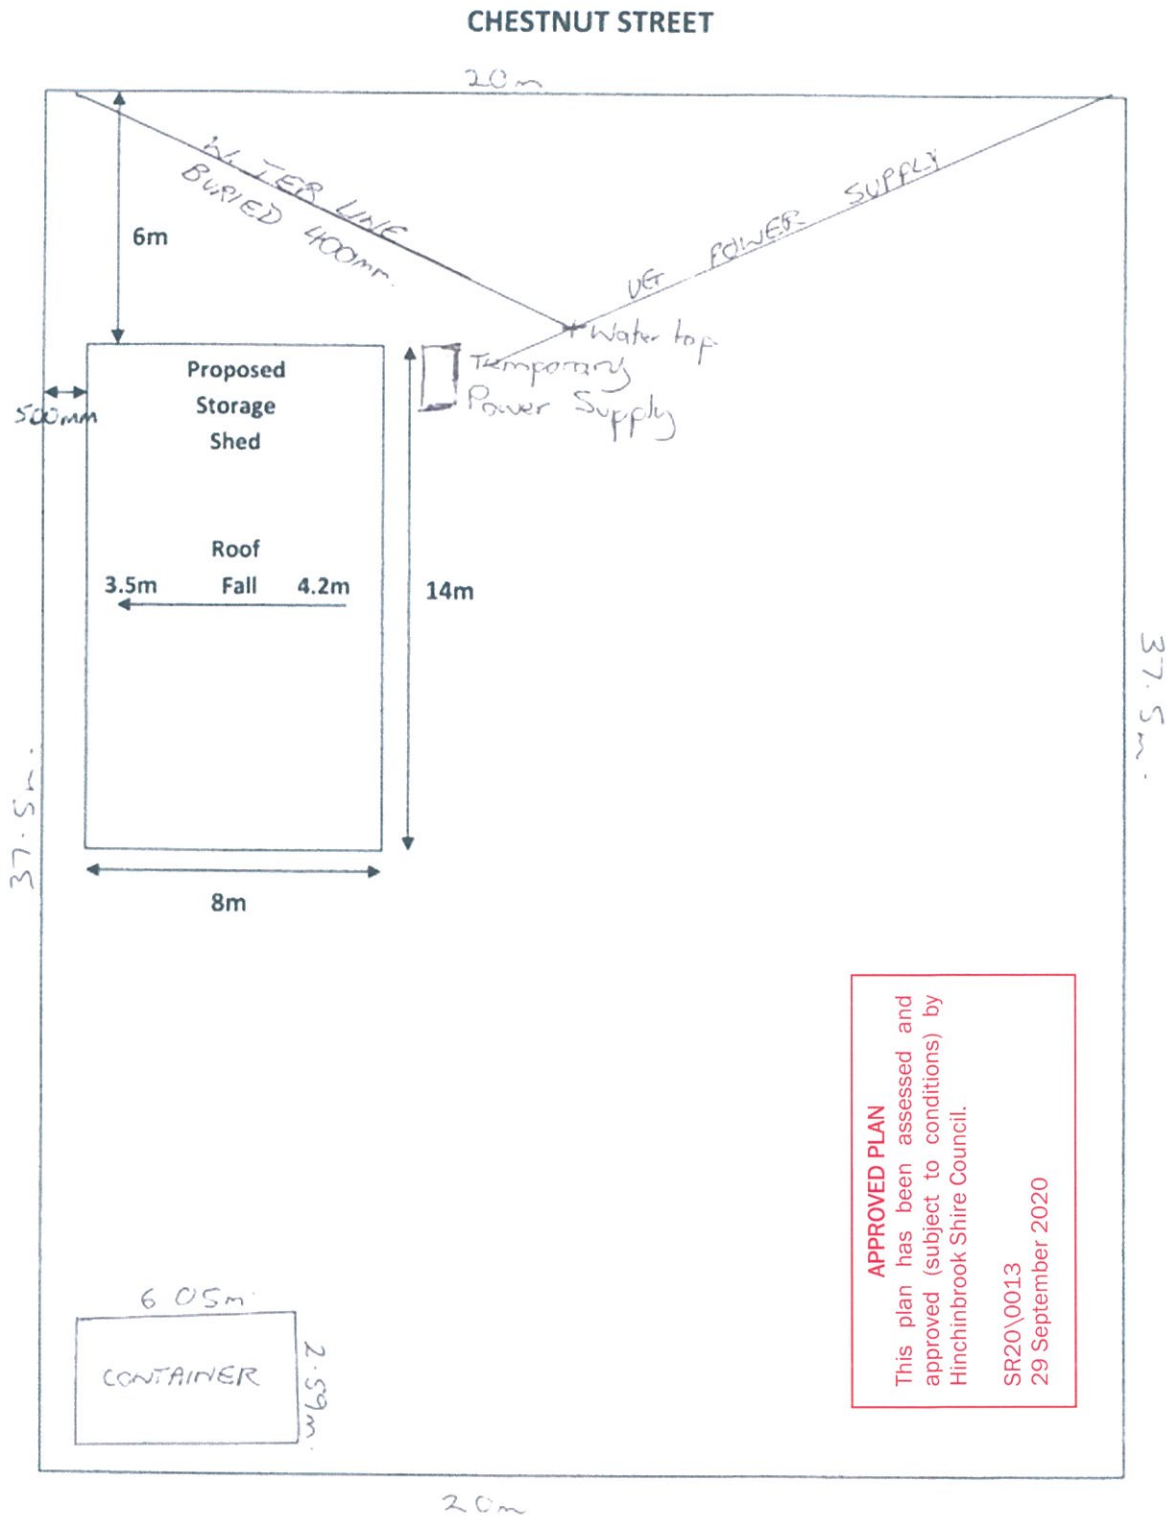 CHESTNUT STREET
20m
WATER LINE
BURIED 400mm
UG POWER SUPPLY
6m
Water tap
Temporary
Power Supply
500mm
Proposed
Storage
Shed
Roof
3.5m Fall 4.2m
14m
37.5m.
37.5m.
8m
APPROVED PLAN
This plan has been assessed and
approved (subject to conditions) by
Hinchinbrook Shire Council.
SR20\0013
29 September 2020
6 05m
CONTAINER
2.59m.
20m